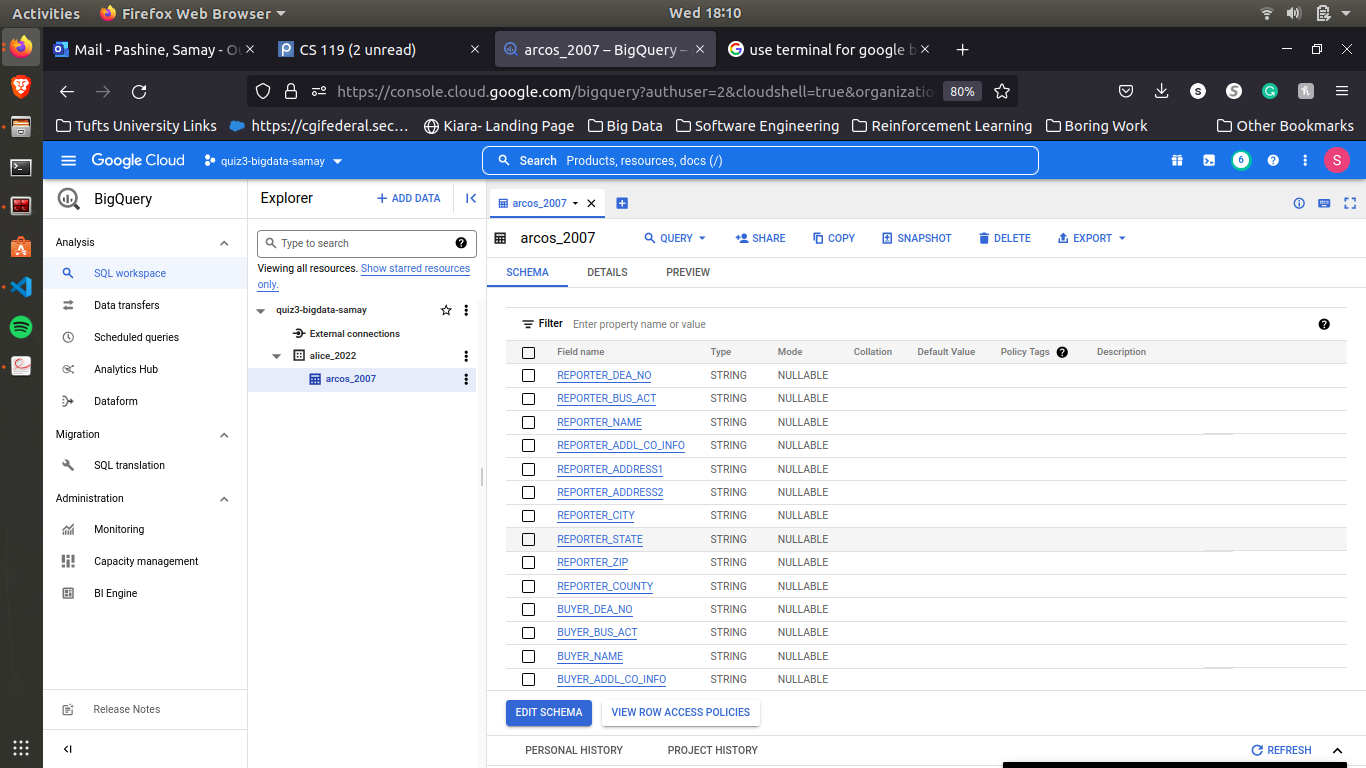 Activities Firefox Web Browser Wed 18:10
Mail - Pashine, Samay - Ou CS 119 (2 unread) arcos_2007 – BigQuery – use terminal for google b
https://console.cloud.google.com/bigquery?authuser=2&cloudshell=true&organizatio 80%
Tufts University Links https://cgifederal.sec... Kiara- Landing Page Big Data Software Engineering Reinforcement Learning Boring Work Other Bookmarks
Google Cloud quiz3-bigdata-samay Search Products, resources, docs (/) 6 S
BigQuery
Analysis
SQL workspace
Data transfers
Scheduled queries
Analytics Hub
Dataform
Migration
SQL translation
Administration
Monitoring
Capacity management
BI Engine
Release Notes
Explorer + ADD DATA
Type to search
Viewing all resources. Show starred resources
only.
quiz3-bigdata-samay
External connections
alice_2022
arcos_2007
arcos_2007
arcos_2007 QUERY SHARE COPY SNAPSHOT DELETE EXPORT
SCHEMA DETAILS PREVIEW
Filter Enter property name or value
Field name Type Mode Collation Default Value Policy Tags Description
REPORTER_DEA_NO STRING NULLABLE
REPORTER_BUS_ACT STRING NULLABLE
REPORTER_NAME STRING NULLABLE
REPORTER_ADDL_CO_INFO STRING NULLABLE
REPORTER_ADDRESS1 STRING NULLABLE
REPORTER_ADDRESS2 STRING NULLABLE
REPORTER_CITY STRING NULLABLE
REPORTER_STATE STRING NULLABLE
REPORTER_ZIP STRING NULLABLE
REPORTER_COUNTY STRING NULLABLE
BUYER_DEA_NO STRING NULLABLE
BUYER_BUS_ACT STRING NULLABLE
BUYER_NAME STRING NULLABLE
BUYER_ADDL_CO_INFO STRING NULLABLE
EDIT SCHEMA VIEW ROW ACCESS POLICIES
PERSONAL HISTORY PROJECT HISTORY REFRESH